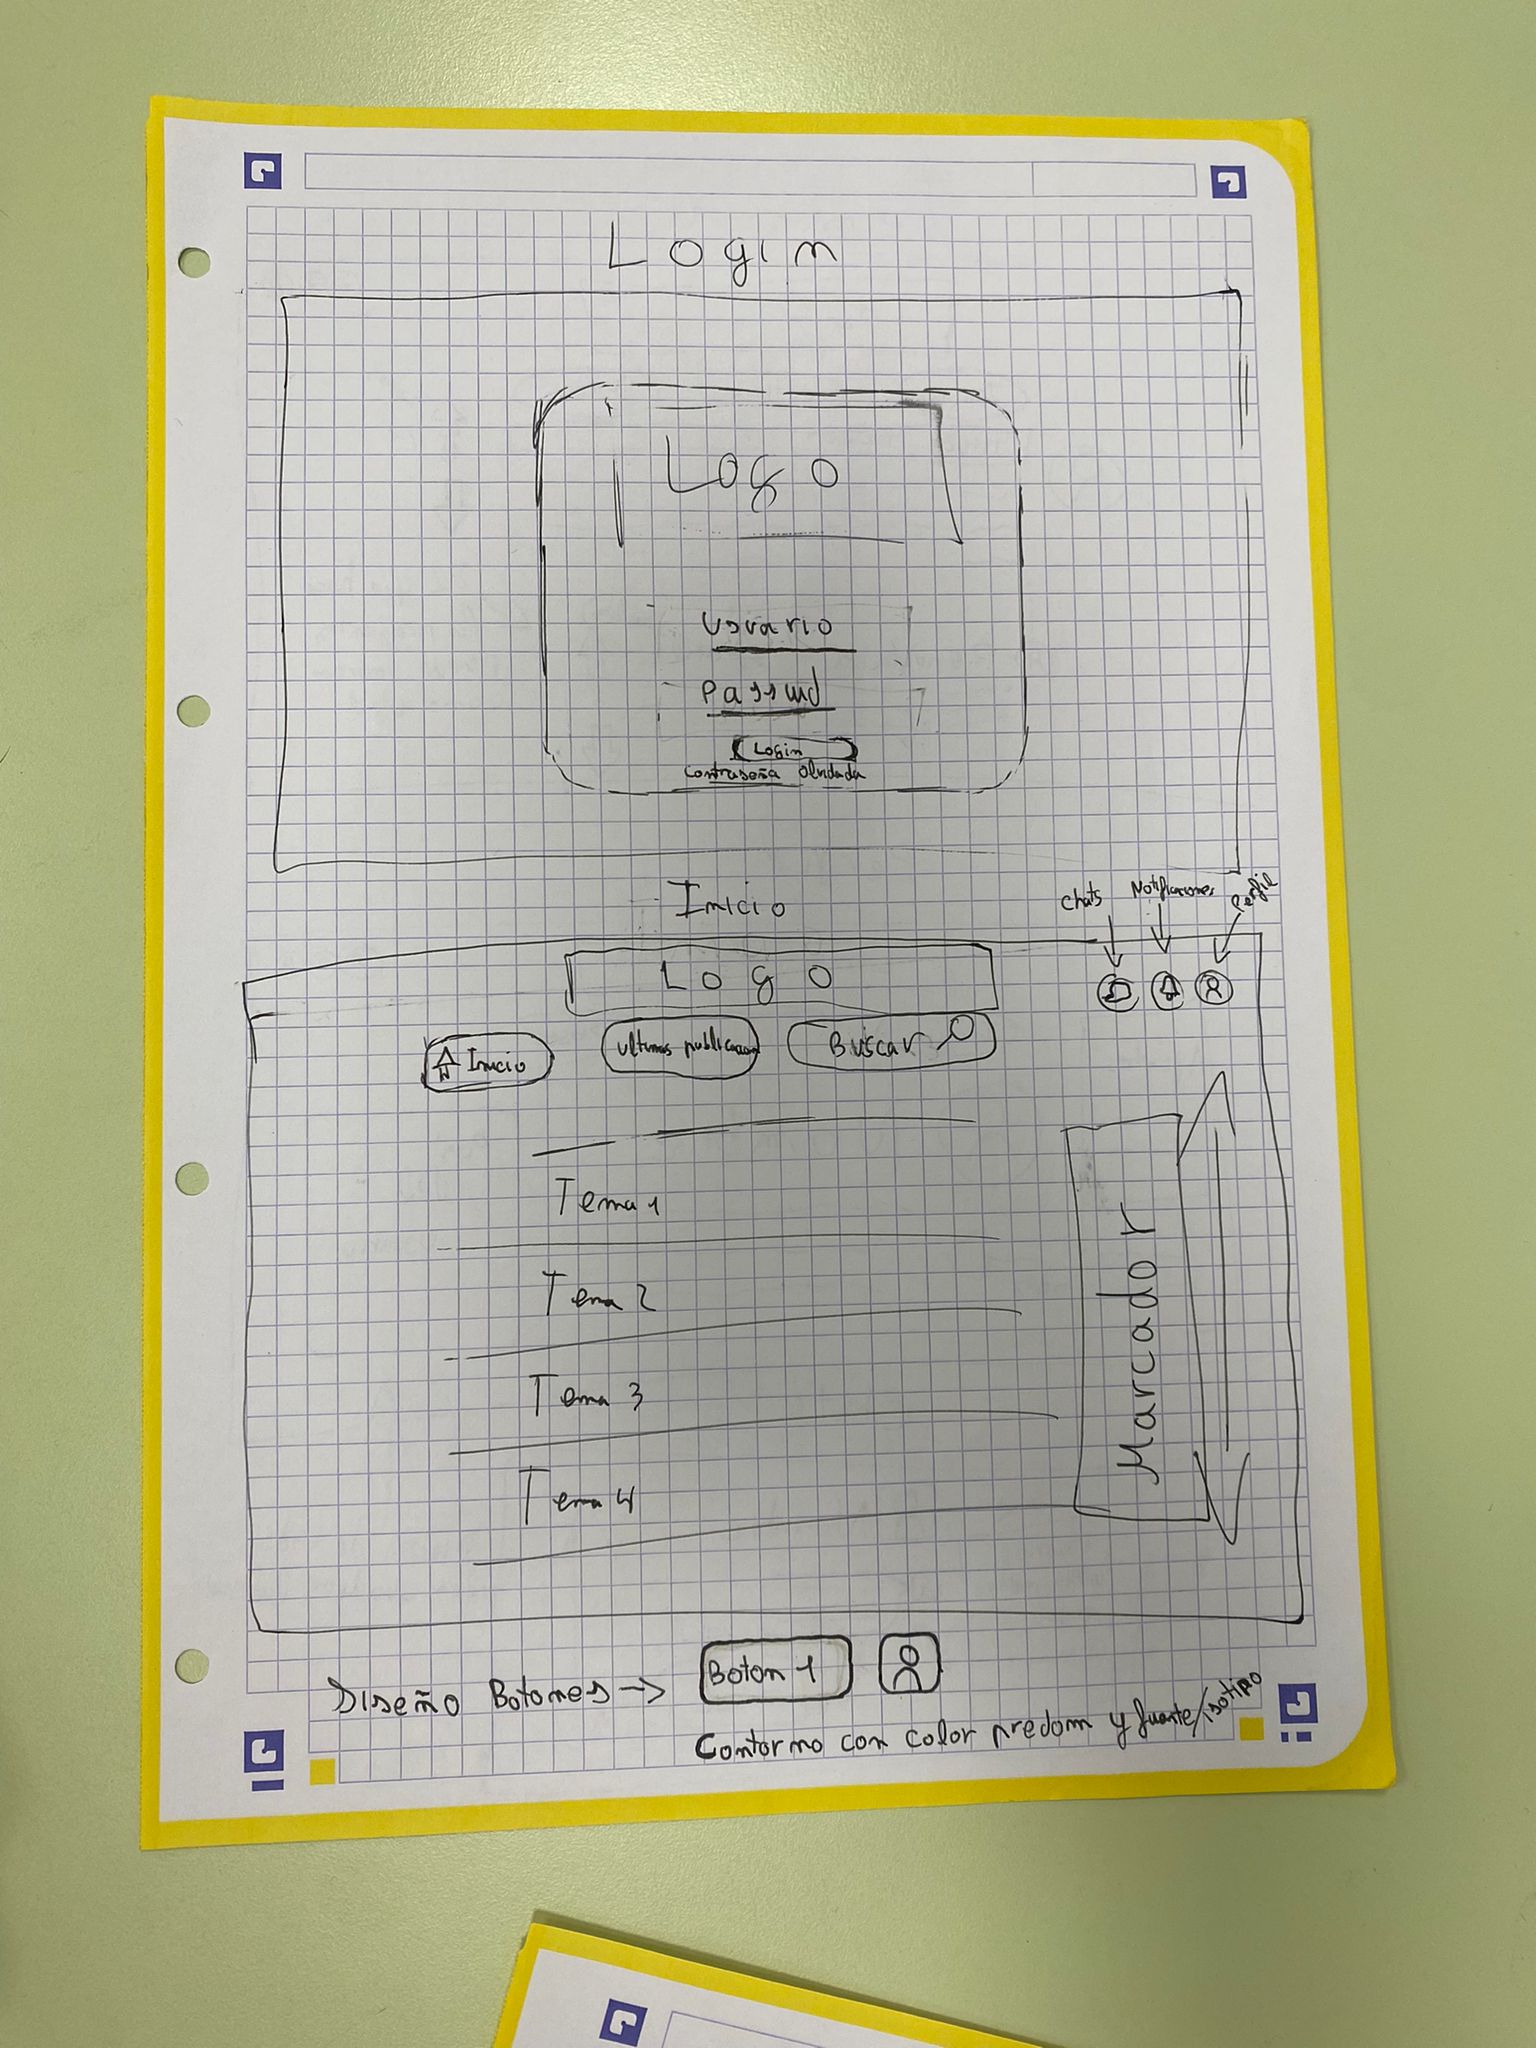 Login
Logo
Usuario
Passwd
Login
Contraseña olvidada
Inicio
Chats
Notificaciones
Perfil
Logo
Inicio
Ultimas publicacion
Buscar
Tema 1
Tema 2
Tema 3
Tema 4
Marcador
Diseño Botones →
Boton 1
Contorno con color predom y fuente/isotipo